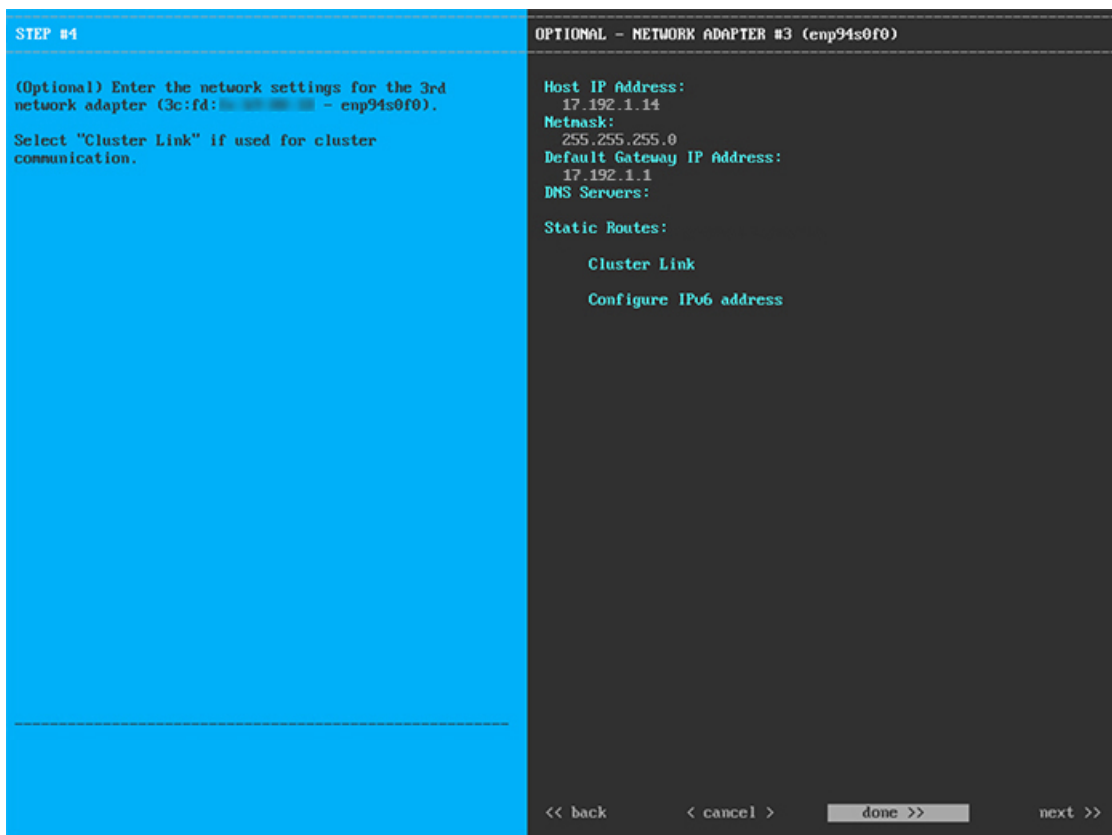 STEP #4
(Optional) Enter the network settings for the 3rd
network adapter (3c:fd: - enp94s0f0).
Select "Cluster Link" if used for cluster
communication.
OPTIONAL - NETWORK ADAPTER #3 (enp94s0f0)
Host IP Address:
17.192.1.14
Netmask:
255.255.255.0
Default Gateway IP Address:
17.192.1.1
DNS Servers:
Static Routes:
Cluster Link
Configure IPv6 address
<< back < cancel > done >> next >>